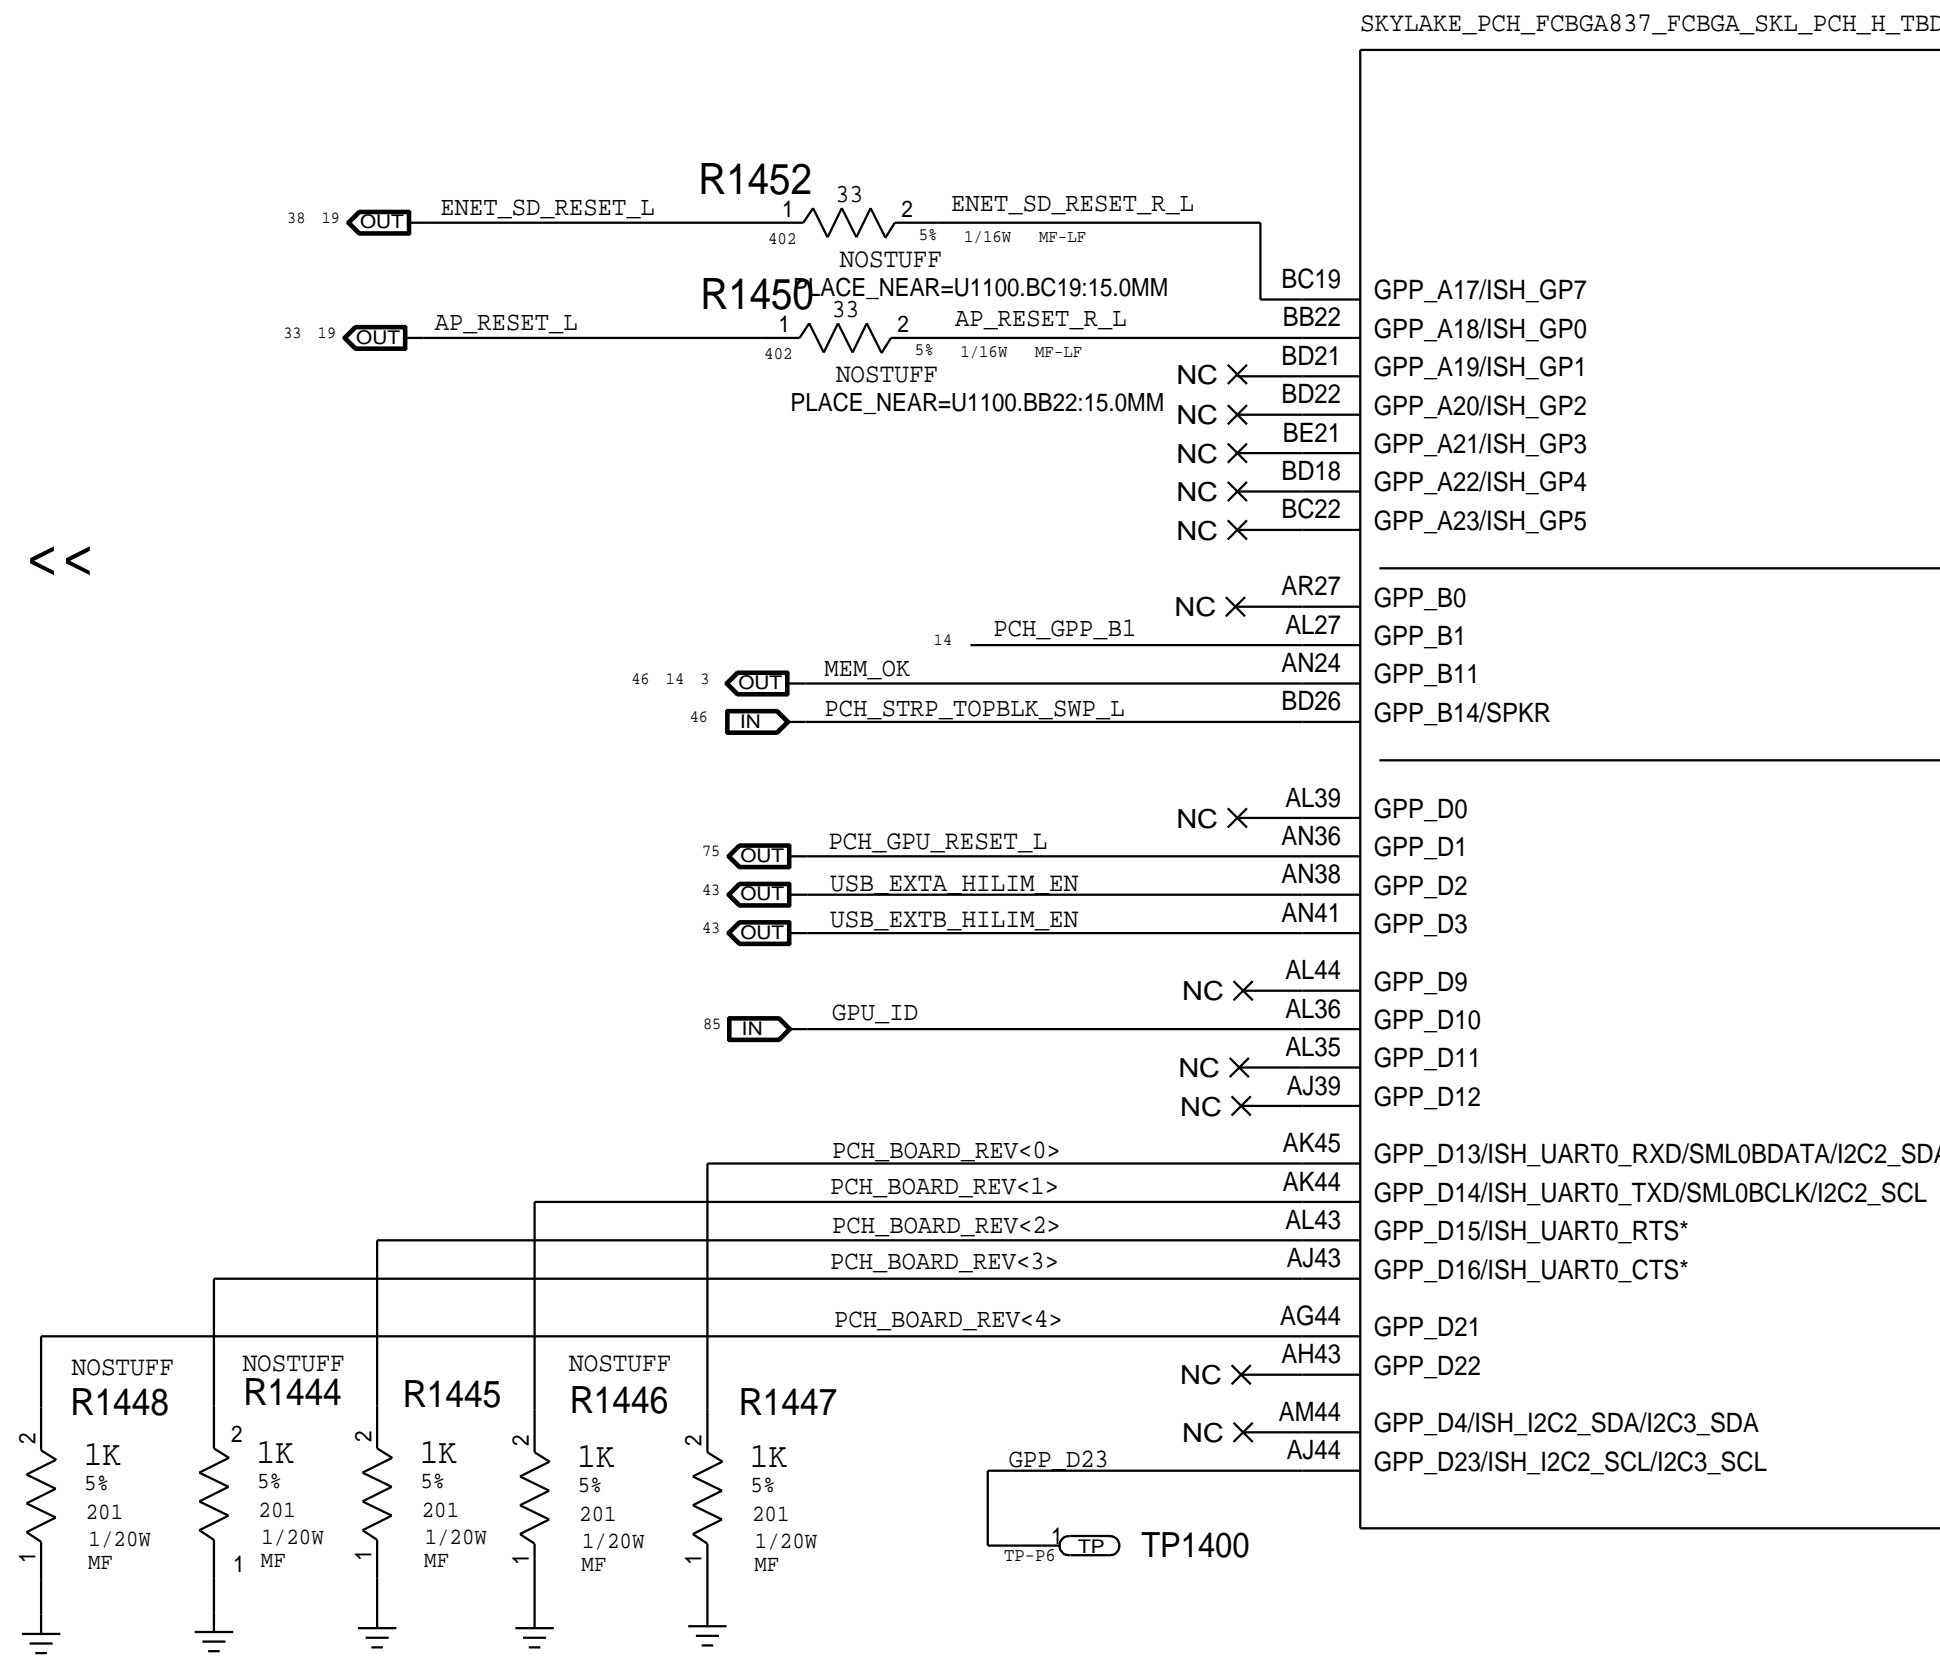 SKYLAKE_PCH_FCBGA837_FCBGA_SKL_PCH_H_TBD
R1452
38 19 OUT ENET_SD_RESET_L 1 33 2 ENET_SD_RESET_R_L
402 5% 1/16W MF-LF
NOSTUFF
PLACE_NEAR=U1100.BC19:15.0MM
BC19 GPP_A17/ISH_GP7
R1450
33 19 OUT AP_RESET_L 1 33 2 AP_RESET_R_L BB22 GPP_A18/ISH_GP0
402 5% 1/16W MF-LF
NOSTUFF
PLACE_NEAR=U1100.BB22:15.0MM
NC BD21 GPP_A19/ISH_GP1
NC BD22 GPP_A20/ISH_GP2
NC BE21 GPP_A21/ISH_GP3
NC BD18 GPP_A22/ISH_GP4
NC BC22 GPP_A23/ISH_GP5
<<
NC AR27 GPP_B0
14 PCH_GPP_B1 AL27 GPP_B1
46 14 3 OUT MEM_OK AN24 GPP_B11
46 IN PCH_STRP_TOPBLK_SWP_L BD26 GPP_B14/SPKR
NC AL39 GPP_D0
75 OUT PCH_GPU_RESET_L AN36 GPP_D1
43 OUT USB_EXTA_HILIM_EN AN38 GPP_D2
43 OUT USB_EXTB_HILIM_EN AN41 GPP_D3
NC AL44 GPP_D9
85 IN GPU_ID AL36 GPP_D10
NC AL35 GPP_D11
NC AJ39 GPP_D12
PCH_BOARD_REV<0> AK45 GPP_D13/ISH_UART0_RXD/SML0BDATA/I2C2_SDA
PCH_BOARD_REV<1> AK44 GPP_D14/ISH_UART0_TXD/SML0BCLK/I2C2_SCL
PCH_BOARD_REV<2> AL43 GPP_D15/ISH_UART0_RTS*
PCH_BOARD_REV<3> AJ43 GPP_D16/ISH_UART0_CTS*
PCH_BOARD_REV<4> AG44 GPP_D21
NC AH43 GPP_D22
NC AM44 GPP_D4/ISH_I2C2_SDA/I2C3_SDA
GPP_D23 AJ44 GPP_D23/ISH_I2C2_SCL/I2C3_SCL
NOSTUFF NOSTUFF NOSTUFF
R1448 R1444 R1445 R1446 R1447
2 2 2 2 2
1K 1K 1K 1K 1K
5% 5% 5% 5% 5%
201 201 201 201 201
1/20W 1/20W 1/20W 1/20W 1/20W
1 MF 1 MF 1 MF 1 MF 1 MF
TP-P6 1 TP TP1400